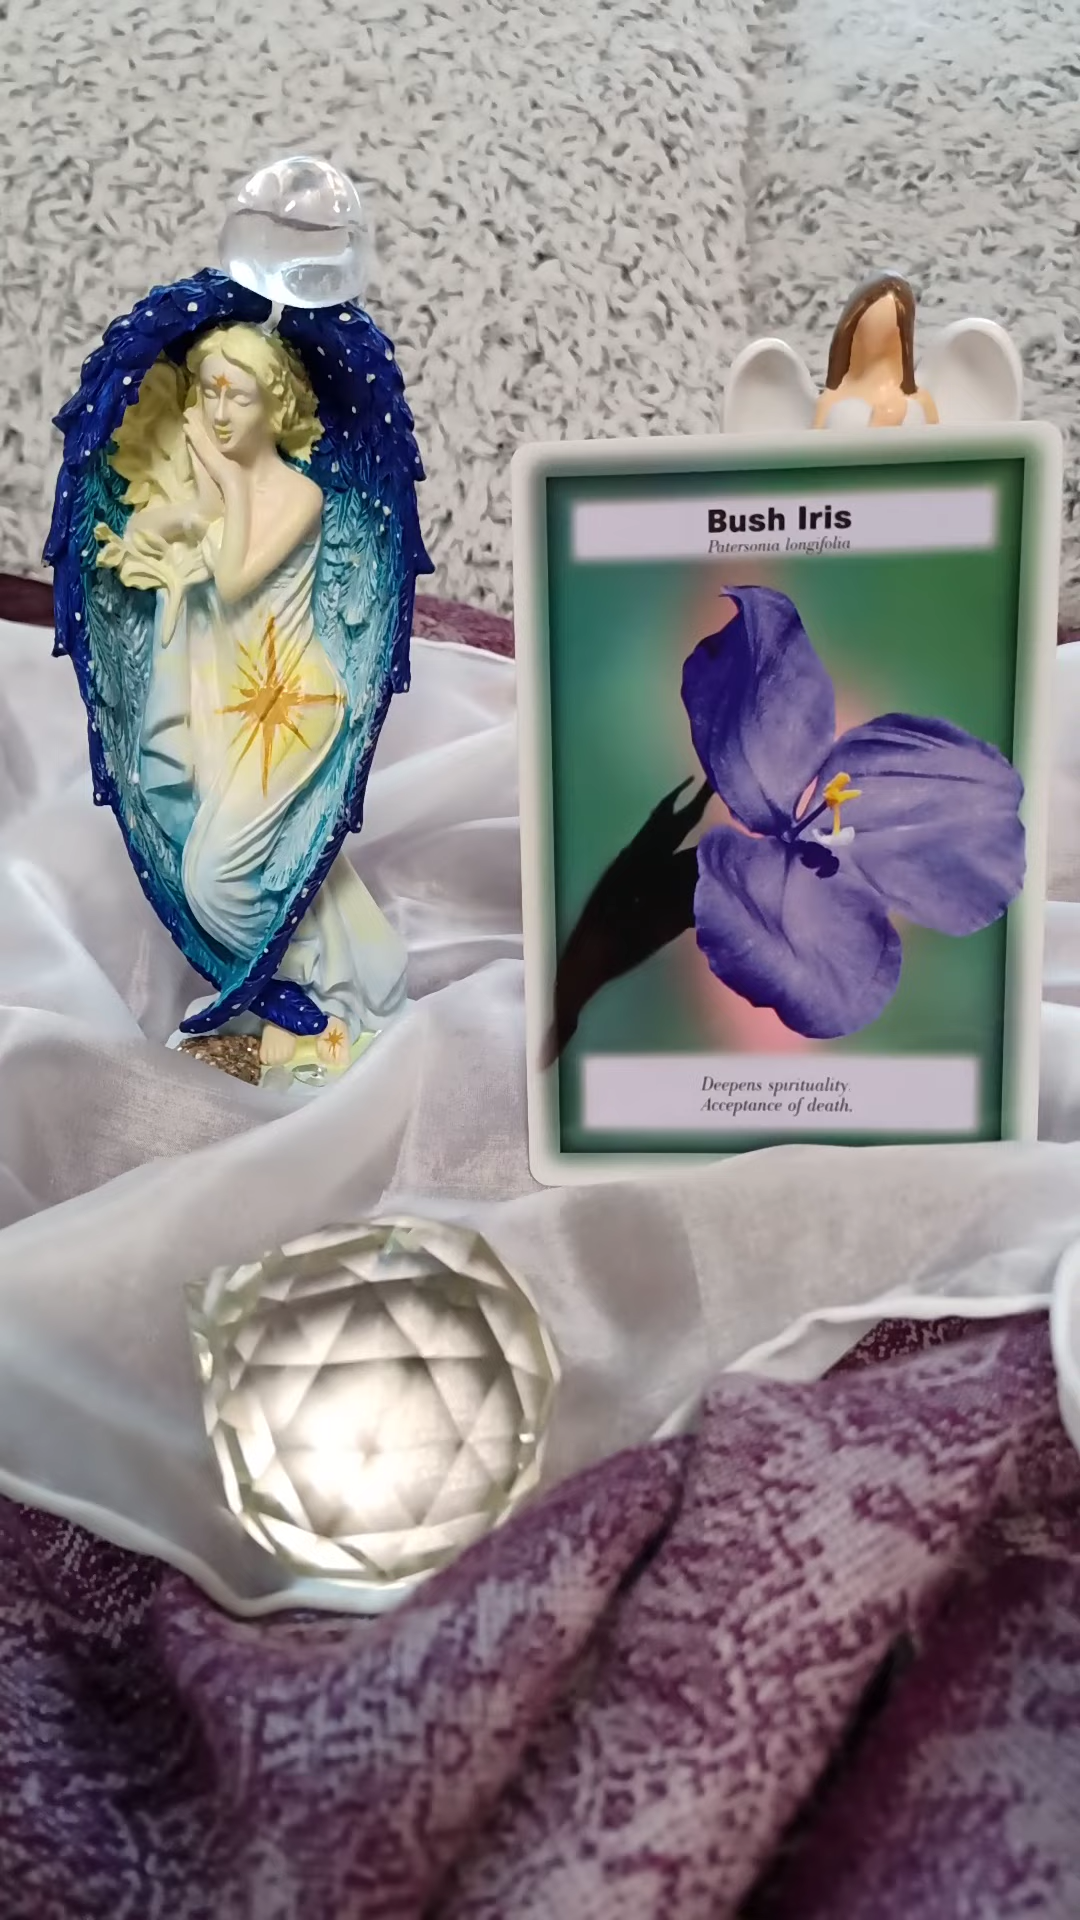 Bush Iris
Patersonia longifolia
Deepens spirituality.
Acceptance of death.